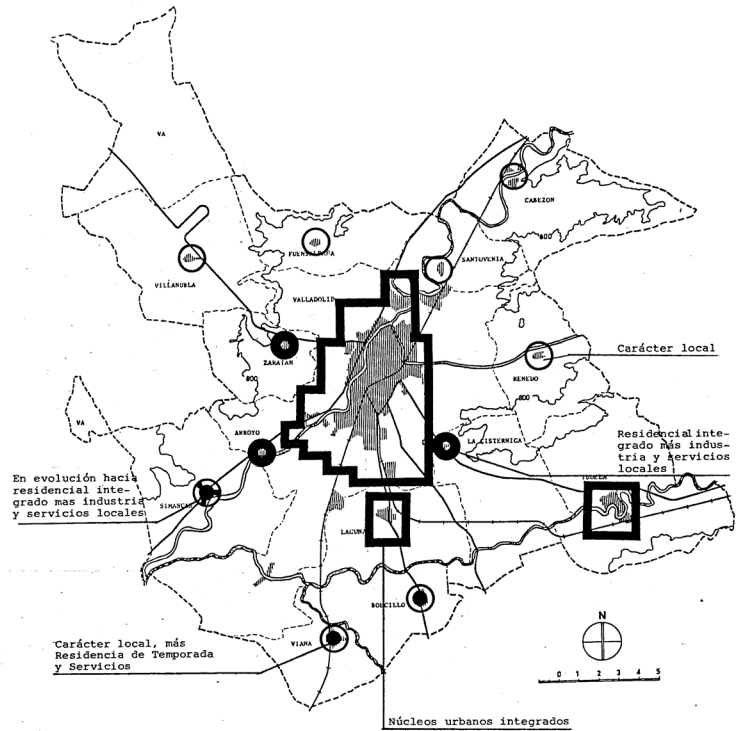 VA
CABEZON
800
FUENSALDAÑA
SANTOVENIA
VILLANUBLA
VALLADOLID
Carácter local
ZARATAN
RENEDO
800
800
VA
ARROYO
LA CISTERNIGA
Residencial inte-
grado más indus-
tria y servicios
locales
TUDELA
En evolución hacia
residencial inte-
grado mas industria
y servicios locales
SIMANCAS
LAGUNA
BOECILLO
N
VIANA
Carácter local, más
Residencia de Temporada
y Servicios
0 1 2 3 4 5
Núcleos urbanos integrados